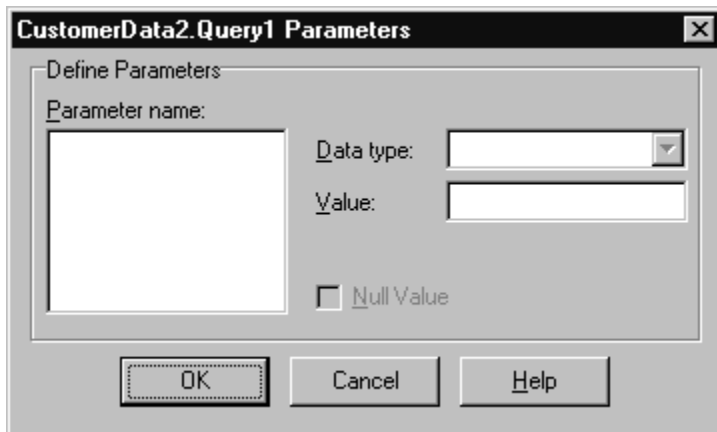 CustomerData2.Query1 Parameters
Define Parameters
Parameter name:
Data type:
Value:
Null Value
OK Cancel Help